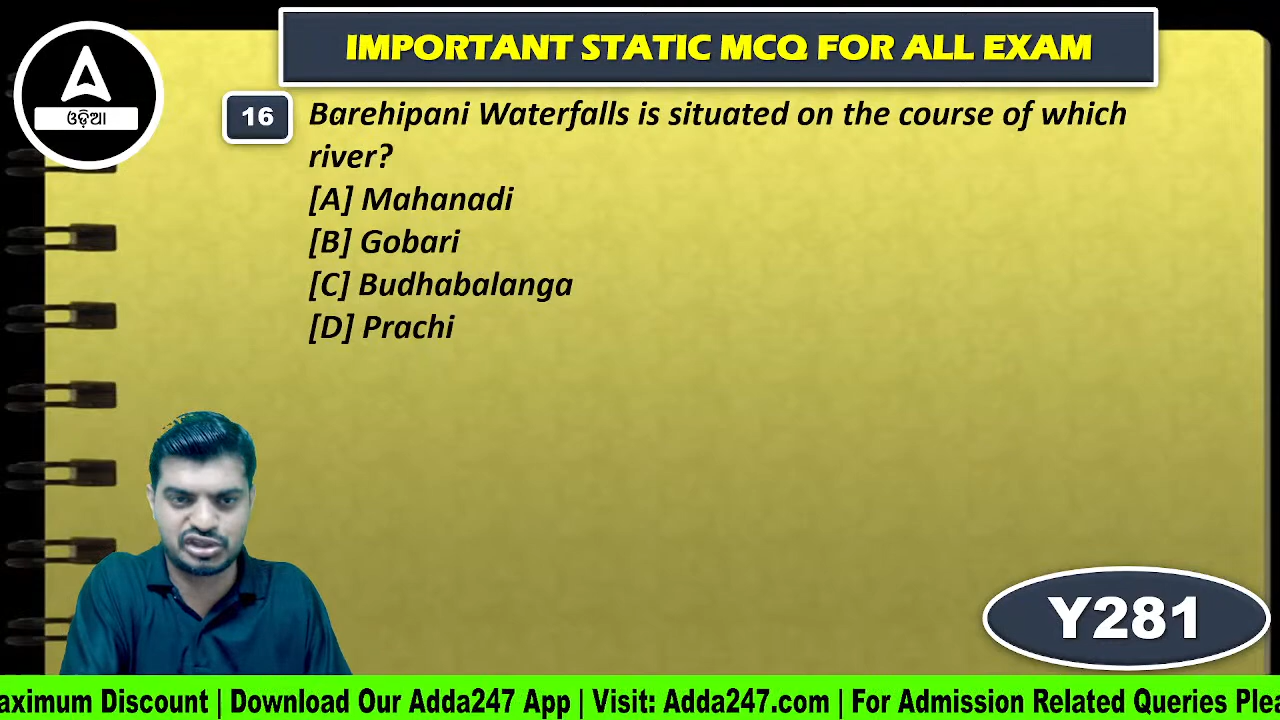 IMPORTANT STATIC MCQ FOR ALL EXAM
ଓଡ଼ିଆ
16
Barehipani Waterfalls is situated on the course of which
river?
[A] Mahanadi
[B] Gobari
[C] Budhabalanga
[D] Prachi
Y281
aximum Discount | Download Our Adda247 App | Visit: Adda247.com | For Admission Related Queries Plea